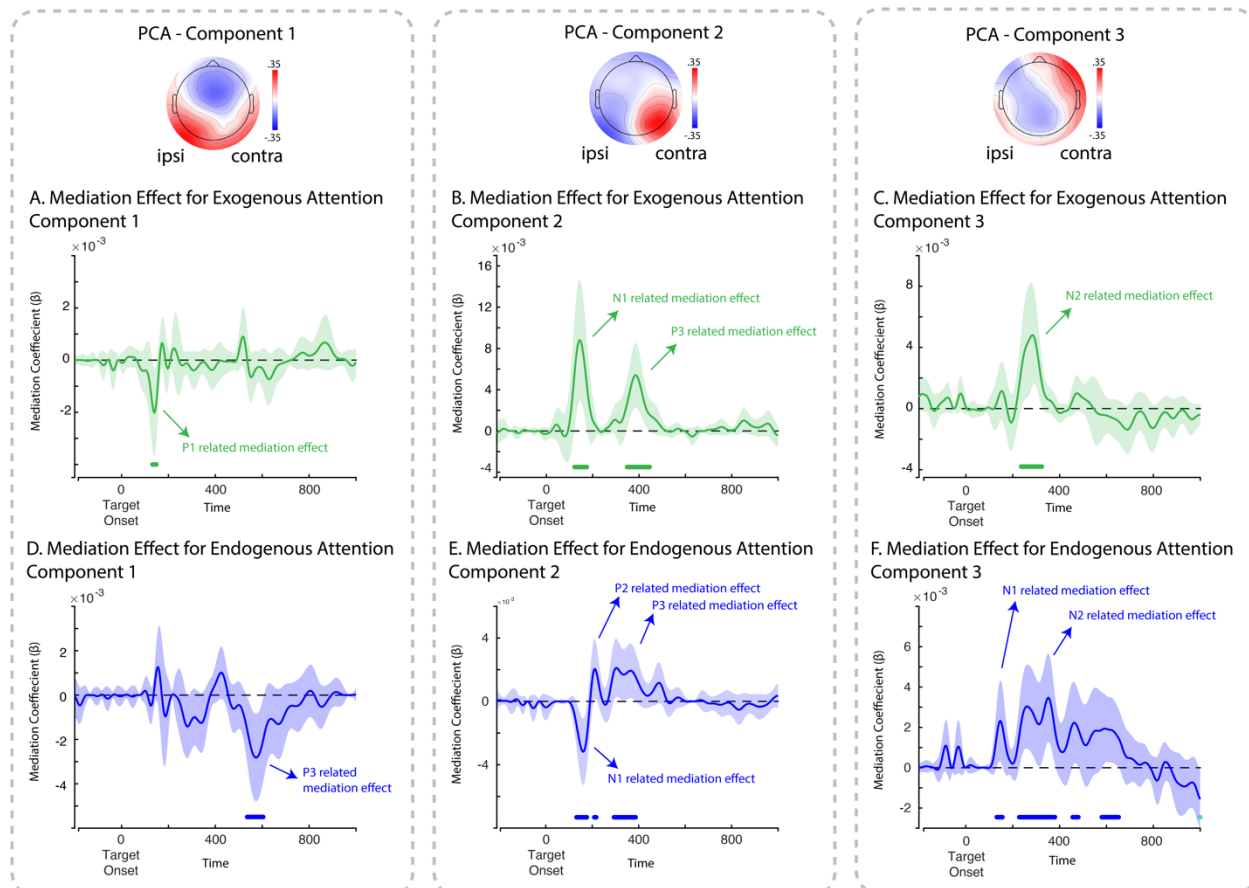 PCA - Component 1
.35
-.35
ipsi contra
A. Mediation Effect for Exogenous Attention
Component 1
×10 -3
Mediation Coeffiecient (β)
2
0
-2
P1 related mediation effect
0 400 800
Target
Onset
Time
D. Mediation Effect for Endogenous Attention
Component 1
×10 -3
Mediation Coeffiecient (β)
2
0
-2
-4
P3 related
mediation effect
0 400 800
Target
Onset
Time
PCA - Component 2
.35
-.35
ipsi contra
B. Mediation Effect for Exogenous Attention
Component 2
×10 -3
Mediation Coeffiecient (β)
16
12
8
4
0
-4
N1 related mediation effect
P3 related mediation effect
0 400 800
Target
Onset
Time
E. Mediation Effect for Endogenous Attention
Component 2
×10 -3
Mediation Coeffiecient (β)
4
0
-4
P2 related mediation effect
P3 related mediation effect
N1 related mediation effect
0 400 800
Target
Onset
Time
PCA - Component 3
.35
-.35
ipsi contra
C. Mediation Effect for Exogenous Attention
Component 3
×10 -3
Mediation Coeffiecient (β)
8
4
0
-4
N2 related mediation effect
0 400 800
Target
Onset
Time
F. Mediation Effect for Endogenous Attention
Component 3
×10 -3
Mediation Coeffiecient (β)
6
4
2
0
-2
N1 related mediation effect
N2 related mediation effect
0 400 800
Target
Onset
Time